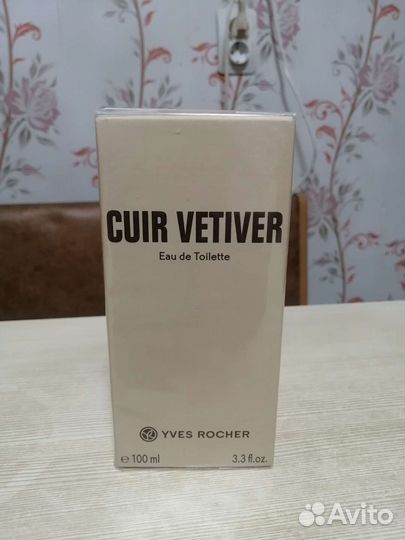 CUIR VETIVER
Eau de Toilette
YVES ROCHER
e 100 ml 3.3 fl.oz.
Avito